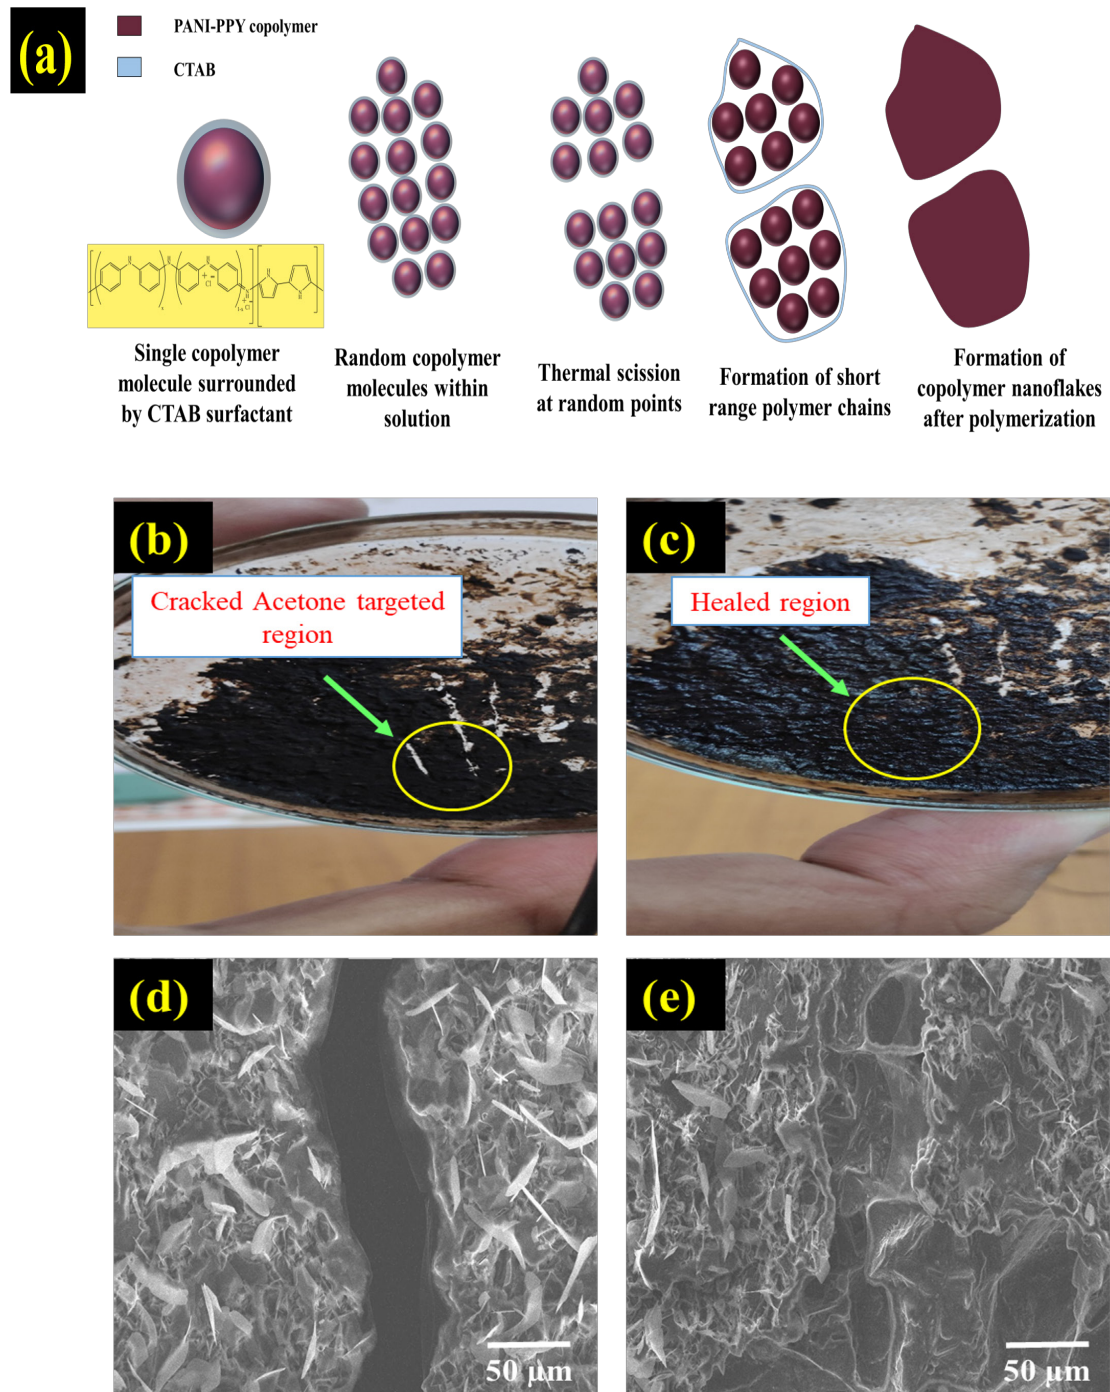 (a)
PANI-PPY copolymer
CTAB
Single copolymer
molecule surrounded
by CTAB surfactant
Random copolymer
molecules within
solution
Thermal scission
at random points
Formation of short
range polymer chains
Formation of
copolymer nanoflakes
after polymerization
(b)
Cracked Acetone targeted
region
(c)
Healed region
(d)
50 μm
(e)
50 μm